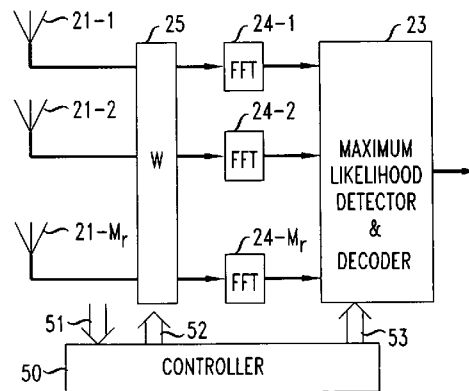 21-1
25
24-1
23
FFT
21-2
24-2
W
FFT
MAXIMUM
LIKELIHOOD
DETECTOR
&
DECODER
21-Mr
24-Mr
FFT
51
52
53
50
CONTROLLER